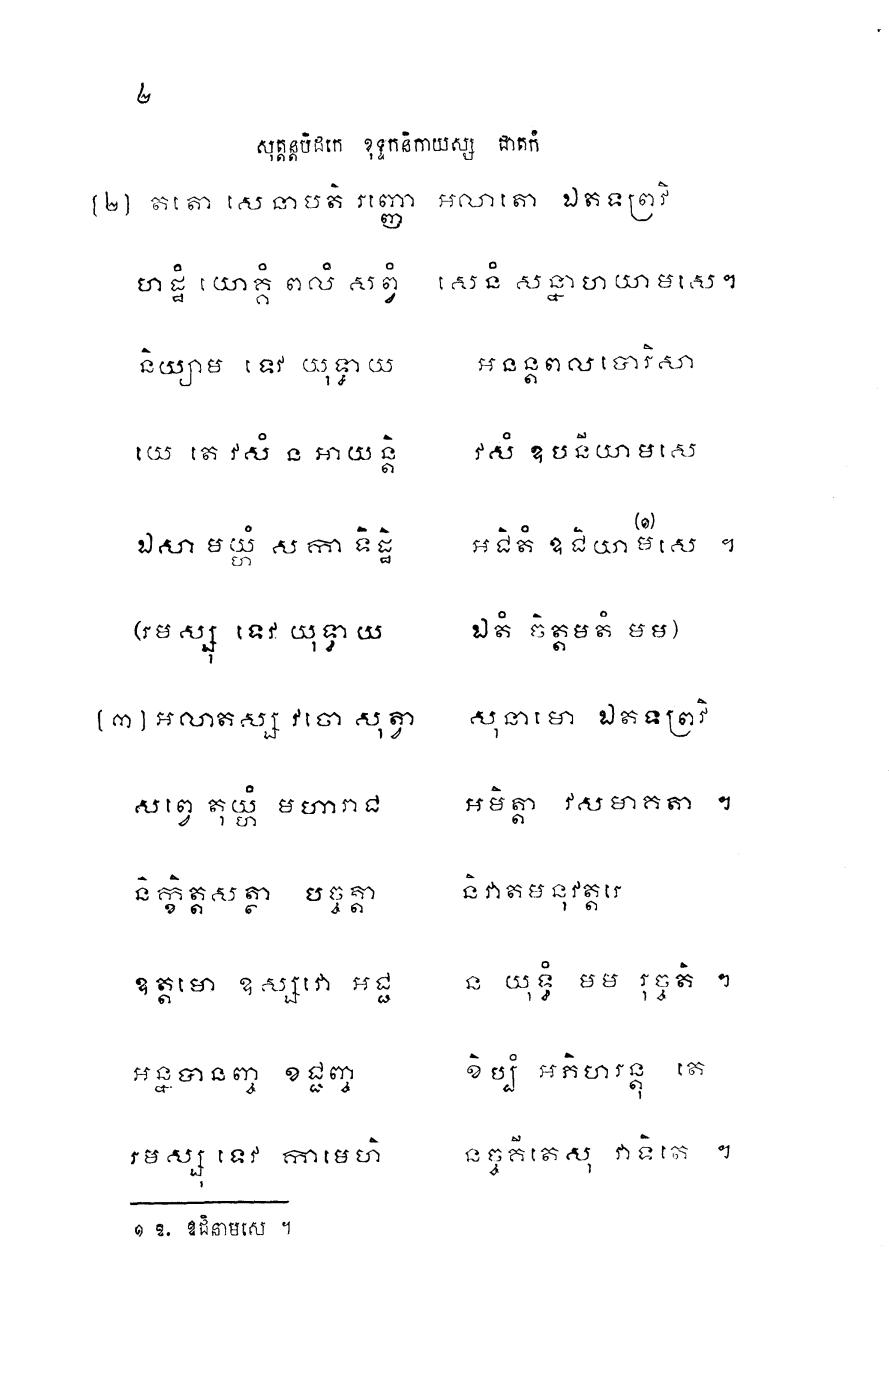 ២
សុត្តន្តបិដកេ ខុទ្ទកនិកាយស្ស ជាតកំ
[២] តតោ សេនាបតិ រញ្ញោ អលាតោ ឯតទព្រវិ
ហដ្ឋំ យោគ្គំ ពលំ សព្វំ សេនំ សន្នាហយាមសេ។
និយ្យាម ទេវ យុទ្ធាយ អនន្តពលបោរិសា
យេ តេ វសំ ន អាយន្តិ វសំ ឧបនីយាមសេ
ឯសា មយ្ហំ សកា ទិដ្ឋិ អជិតំ ឧជិយាមសេ (១) ។
(រមស្សុ ទេវ យុទ្ធាយ ឯតំ ចិត្តមតំ មម)
[៣] អលាតស្ស វចោ សុត្វា សុនាមោ ឯតទព្រវិ
សព្វេ តុយ្ហំ មហារាជ អមិត្តា វសមាគតា ។
និក្ខិត្តសត្ថា បច្ចត្តា និវាតមនុវត្តរេ
ឧត្តមោ ឧស្សវោ អជ្ជ ន យុទ្ធំ មម រុច្ចតិ ។
អន្នបានញ្ច ខជ្ជញ្ច ខិប្បំ អភិហរន្តុ តេ
រមស្សុ ទេវ កាមេហិ នច្ចគីតេសុ វាទិតេ ។
១ ឱ. ឧជិនាមសេ ។